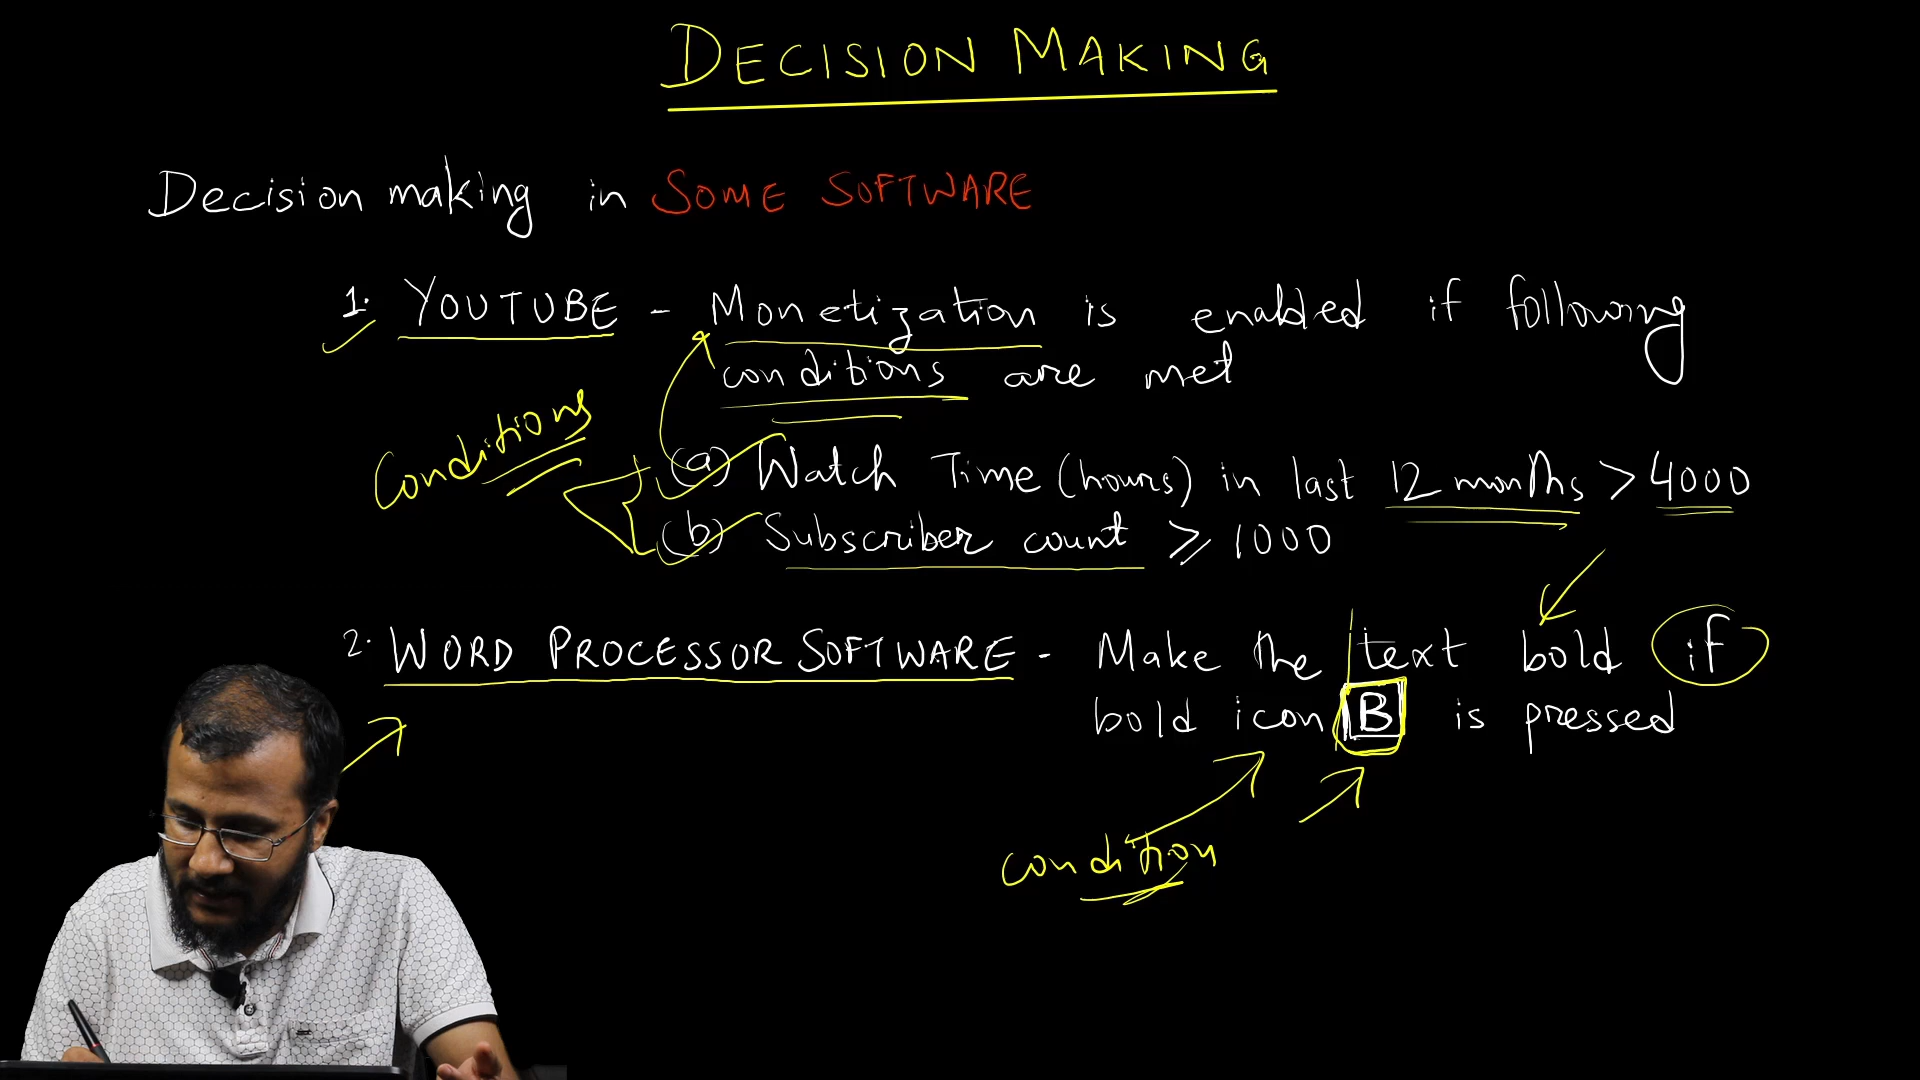 DECISION MAKING
Decision making in SOME SOFTWARE
1. YOUTUBE - Monetization is enabled if following
conditions are met
Conditions
(a) Watch Time (hours) in last 12 months > 4000
(b) Subscriber count ⩾ 1000
2. WORD PROCESSOR SOFTWARE - Make the text bold if
bold icon B is pressed
condition